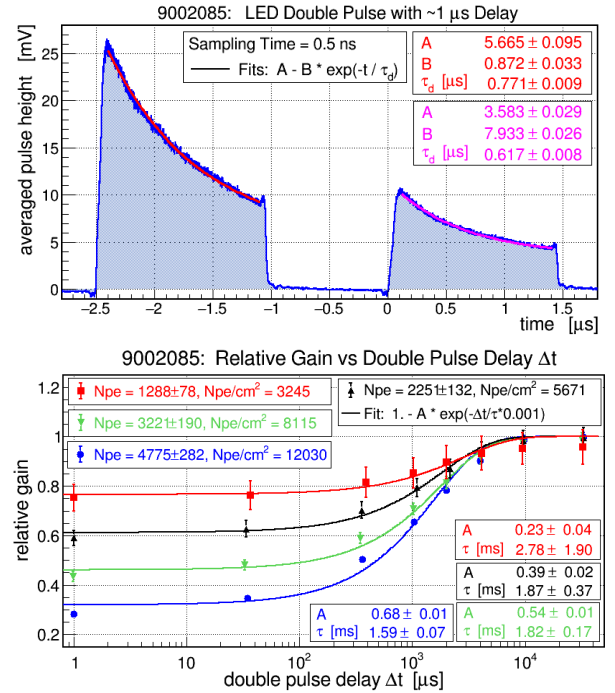 9002085: LED Double Pulse with ~1 μs Delay
averaged pulse height [mV]
Sampling Time = 0.5 ns
Fits: A - B * exp(-t / τd)
A 5.665 ± 0.095
B 0.872 ± 0.033
τd [μs] 0.771 ± 0.009
A 3.583 ± 0.029
B 7.933 ± 0.026
τd [μs] 0.617 ± 0.008
25
20
15
10
5
0
−2.5 −2 −1.5 −1 −0.5 0 0.5 1 1.5
time [μs]
9002085: Relative Gain vs Double Pulse Delay Δt
relative gain
Npe = 1288±78, Npe/cm² = 3245
Npe = 3221±190, Npe/cm² = 8115
Npe = 4775±282, Npe/cm² = 12030
Npe = 2251±132, Npe/cm² = 5671
Fit: 1. - A * exp(-Δt/τ*0.001)
1.2
1
0.8
0.6
0.4
0.2
A 0.23 ± 0.04
τ [ms] 2.78 ± 1.90
A 0.39 ± 0.02
τ [ms] 1.87 ± 0.37
A 0.68 ± 0.01
τ [ms] 1.59 ± 0.07
A 0.54 ± 0.01
τ [ms] 1.82 ± 0.17
1 10 10² 10³ 10⁴
double pulse delay Δt [μs]